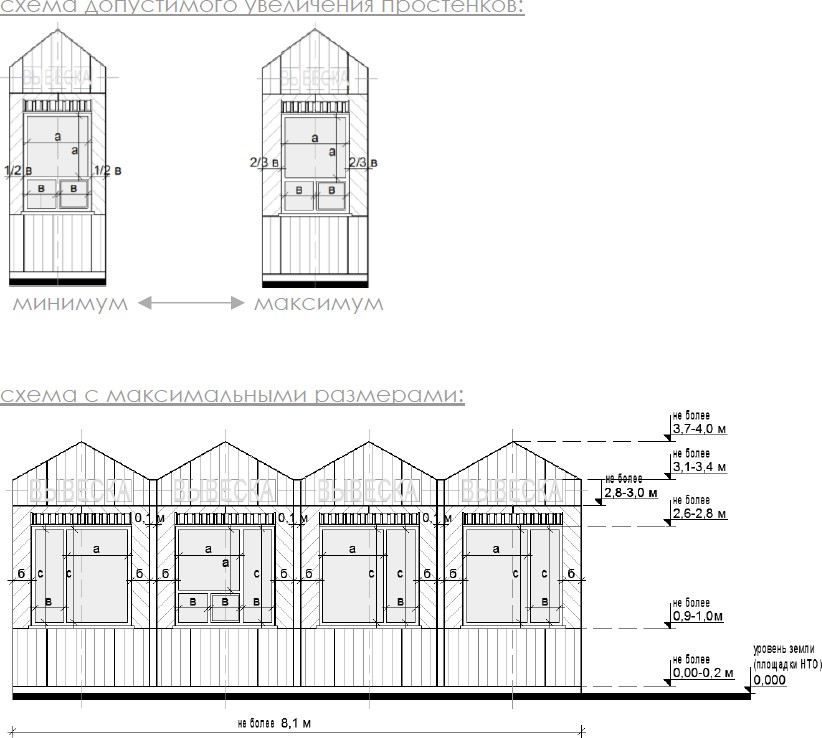 схема допустимого увеличения простенков:
ВЫВЕСКА ВЫВЕСКА
а а
а а
1/2 в 1/2 в 2/3 в 2/3 в
в в в в
минимум максимум
схема с максимальными размерами:
не более
3,7-4,0 м
не более
3,1-3,4 м
не более
2,8-3,0 м
ВЫВЕСКА ВЫВЕСКА ВЫВЕСКА ВЫВЕСКА
не более
2,6-2,8 м
0,1 м 0,1 м 0,1 м
а а а а
а
б с с б б с б б с с б б с с б
в в в в в в
не более
0,9-1,0м
не более
0,00-0,2 м
уровень земли
(площадки НТО)
0,000
не более 8,1 м